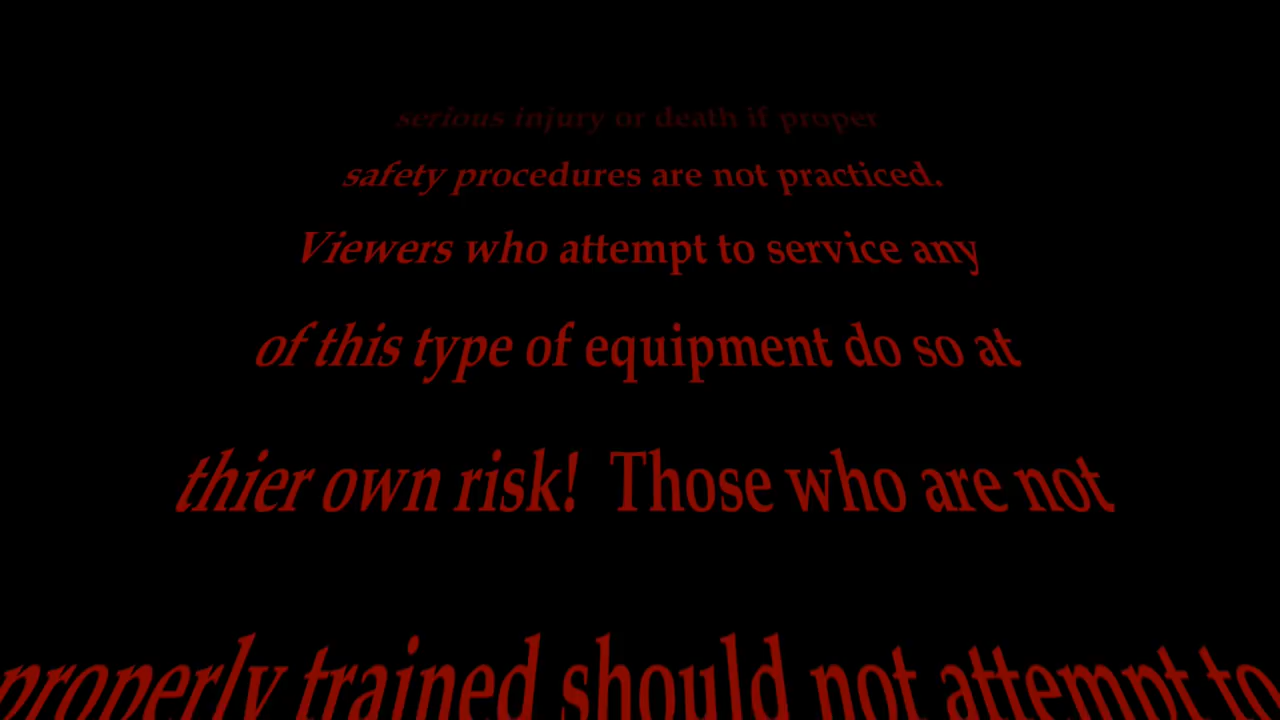 serious injury or death if proper
safety procedures are not practiced.
Viewers who attempt to service any
of this type of equipment do so at
thier own risk!  Those who are not
properly trained should not attempt to